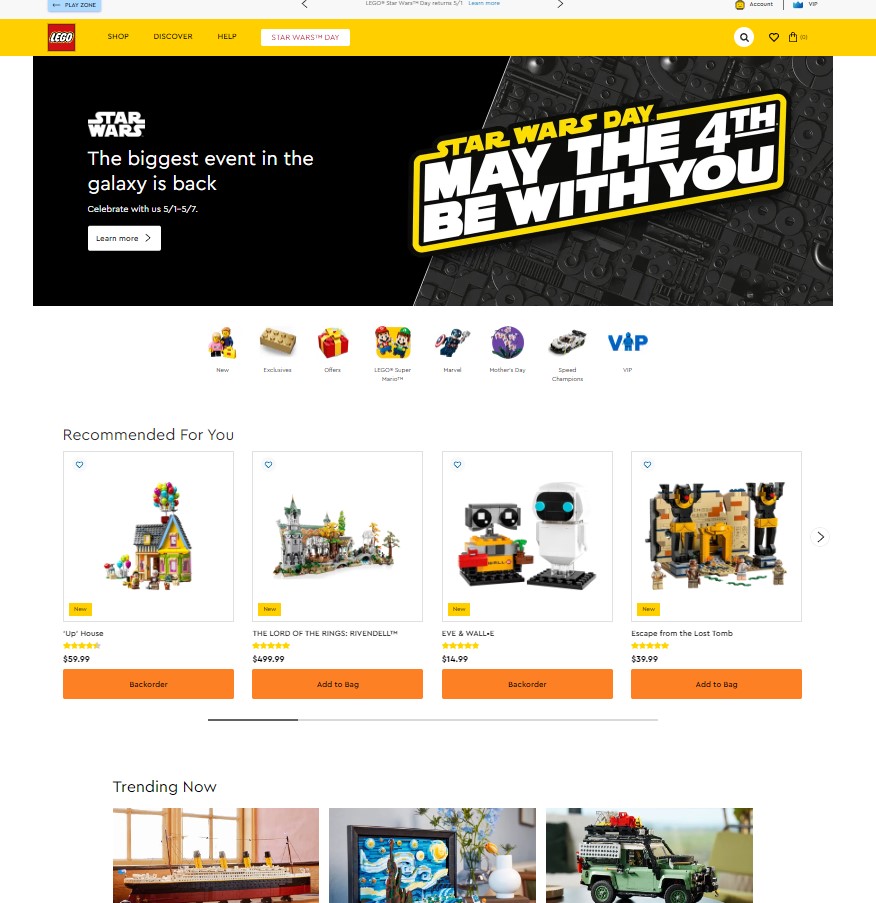 PLAY ZONE
LEGO® Star Wars™ Day returns 5/1 Learn more
Account
VIP
LEGO
SHOP
DISCOVER
HELP
STAR WARS™ DAY
(0)
STAR
WARS
The biggest event in the
galaxy is back
Celebrate with us 5/1-5/7.
Learn more
STAR WARS DAY
MAY THE 4TH
BE WITH YOU
New
Exclusives
Offers
LEGO® Super
Mario™
Marvel
Mother's Day
Speed
Champions
VIP
VIP
Recommended For You
New
New
New
New
'Up' House
THE LORD OF THE RINGS: RIVENDELL™
EVE & WALL•E
Escape from the Lost Tomb
$59.99
$499.99
$14.99
$39.99
Backorder
Add to Bag
Backorder
Add to Bag
Trending Now